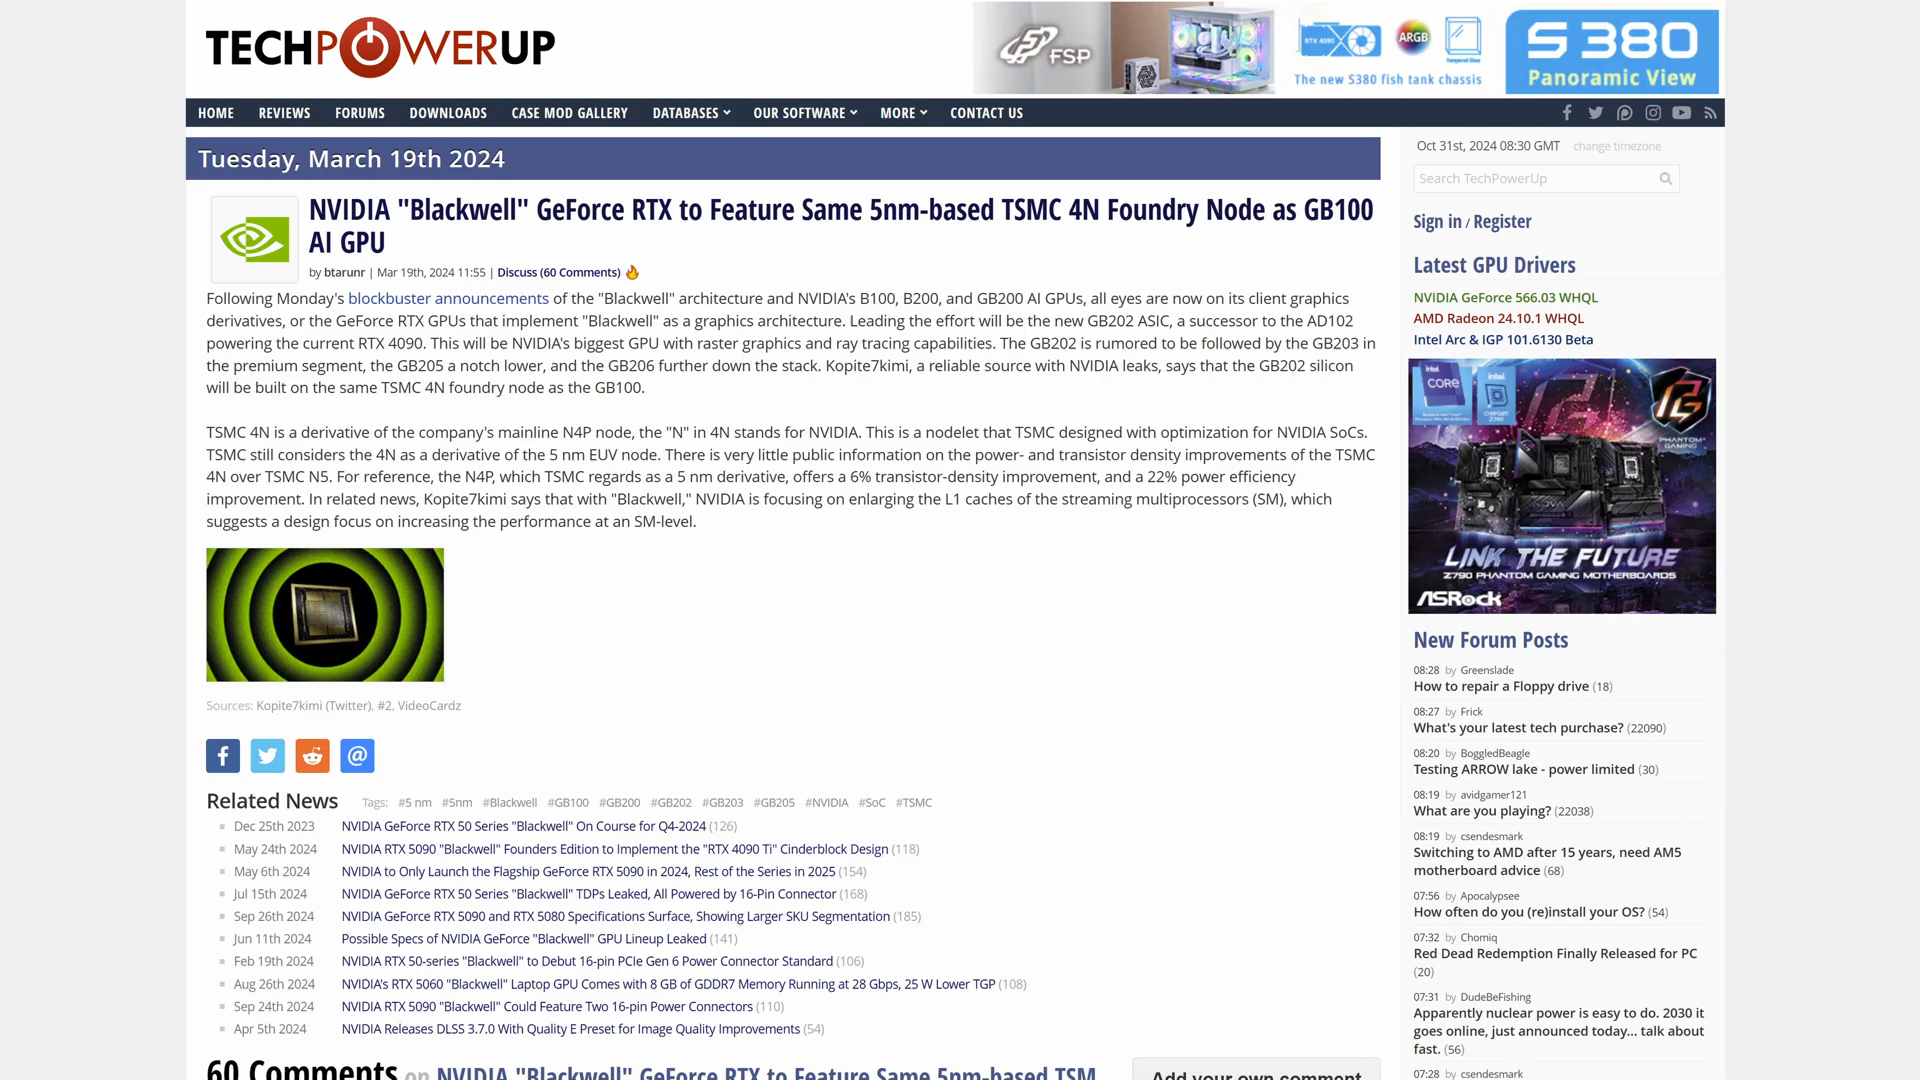 TECHPOWERUP
FSP
RTX 4090
ARGB
Tempered Glass
The new S380 fish tank chassis
S 380
Panoramic View
HOME REVIEWS FORUMS DOWNLOADS CASE MOD GALLERY DATABASES OUR SOFTWARE MORE CONTACT US
Tuesday, March 19th 2024
NVIDIA "Blackwell" GeForce RTX to Feature Same 5nm-based TSMC 4N Foundry Node as GB100
AI GPU
by btarunr | Mar 19th, 2024 11:55 | Discuss (60 Comments)
Following Monday's blockbuster announcements of the "Blackwell" architecture and NVIDIA's B100, B200, and GB200 AI GPUs, all eyes are now on its client graphics
derivatives, or the GeForce RTX GPUs that implement "Blackwell" as a graphics architecture. Leading the effort will be the new GB202 ASIC, a successor to the AD102
powering the current RTX 4090. This will be NVIDIA's biggest GPU with raster graphics and ray tracing capabilities. The GB202 is rumored to be followed by the GB203 in
the premium segment, the GB205 a notch lower, and the GB206 further down the stack. Kopite7kimi, a reliable source with NVIDIA leaks, says that the GB202 silicon
will be built on the same TSMC 4N foundry node as the GB100.
TSMC 4N is a derivative of the company's mainline N4P node, the "N" in 4N stands for NVIDIA. This is a nodelet that TSMC designed with optimization for NVIDIA SoCs.
TSMC still considers the 4N as a derivative of the 5 nm EUV node. There is very little public information on the power- and transistor density improvements of the TSMC
4N over TSMC N5. For reference, the N4P, which TSMC regards as a 5 nm derivative, offers a 6% transistor-density improvement, and a 22% power efficiency
improvement. In related news, Kopite7kimi says that with "Blackwell," NVIDIA is focusing on enlarging the L1 caches of the streaming multiprocessors (SM), which
suggests a design focus on increasing the performance at an SM-level.
Sources: Kopite7kimi (Twitter), #2, VideoCardz
Related News Tags: #5 nm #5nm #Blackwell #GB100 #GB200 #GB202 #GB203 #GB205 #NVIDIA #SoC #TSMC
Dec 25th 2023 NVIDIA GeForce RTX 50 Series "Blackwell" On Course for Q4-2024 (126)
May 24th 2024 NVIDIA RTX 5090 "Blackwell" Founders Edition to Implement the "RTX 4090 Ti" Cinderblock Design (118)
May 6th 2024 NVIDIA to Only Launch the Flagship GeForce RTX 5090 in 2024, Rest of the Series in 2025 (154)
Jul 15th 2024 NVIDIA GeForce RTX 50 Series "Blackwell" TDPs Leaked, All Powered by 16-Pin Connector (168)
Sep 26th 2024 NVIDIA GeForce RTX 5090 and RTX 5080 Specifications Surface, Showing Larger SKU Segmentation (185)
Jun 11th 2024 Possible Specs of NVIDIA GeForce "Blackwell" GPU Lineup Leaked (141)
Feb 19th 2024 NVIDIA RTX 50-series "Blackwell" to Debut 16-pin PCIe Gen 6 Power Connector Standard (106)
Aug 26th 2024 NVIDIA's RTX 5060 "Blackwell" Laptop GPU Comes with 8 GB of GDDR7 Memory Running at 28 Gbps, 25 W Lower TGP (108)
Sep 24th 2024 NVIDIA RTX 5090 "Blackwell" Could Feature Two 16-pin Power Connectors (110)
Apr 5th 2024 NVIDIA Releases DLSS 3.7.0 With Quality E Preset for Image Quality Improvements (54)
60 Comments on NVIDIA "Blackwell" GeForce RTX to Feature Same 5nm-based TSM
Add your own comment
Oct 31st, 2024 08:30 GMT change timezone
Search TechPowerUp
Sign in / Register
Latest GPU Drivers
NVIDIA GeForce 566.03 WHQL
AMD Radeon 24.10.1 WHQL
Intel Arc & IGP 101.6130 Beta
intel
CORE
intel
CHIPSET
Z790
PHANTOM
GAMING
LINK THE FUTURE
Z790 PHANTOM GAMING MOTHERBOARDS
ASRock
New Forum Posts
08:28 by Greenslade
How to repair a Floppy drive (18)
08:27 by Frick
What's your latest tech purchase? (22090)
08:20 by BoggledBeagle
Testing ARROW lake - power limited (30)
08:19 by avidgamer121
What are you playing? (22038)
08:19 by csendesmark
Switching to AMD after 15 years, need AM5
motherboard advice (68)
07:56 by Apocalypsee
How often do you (re)install your OS? (54)
07:32 by Chomiq
Red Dead Redemption Finally Released for PC
(20)
07:31 by DudeBeFishing
Apparently nuclear power is easy to do. 2030 it
goes online, just announced today... talk about
fast. (56)
07:28 by csendesmark